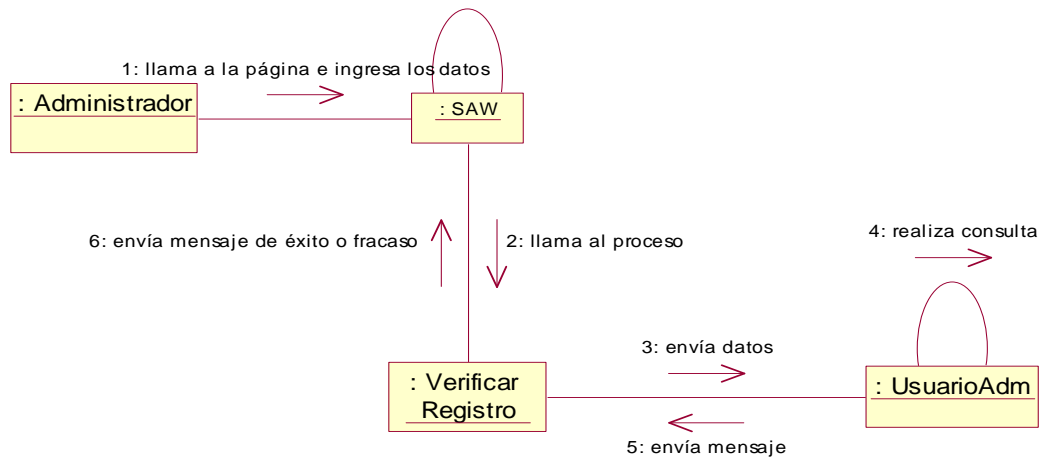 1: llama a la página e ingresa los datos
: Administrador
: SAW
6: envía mensaje de éxito o fracaso
2: llama al proceso
4: realiza consulta
3: envía datos
: Verificar
Registro
: UsuarioAdm
5: envía mensaje